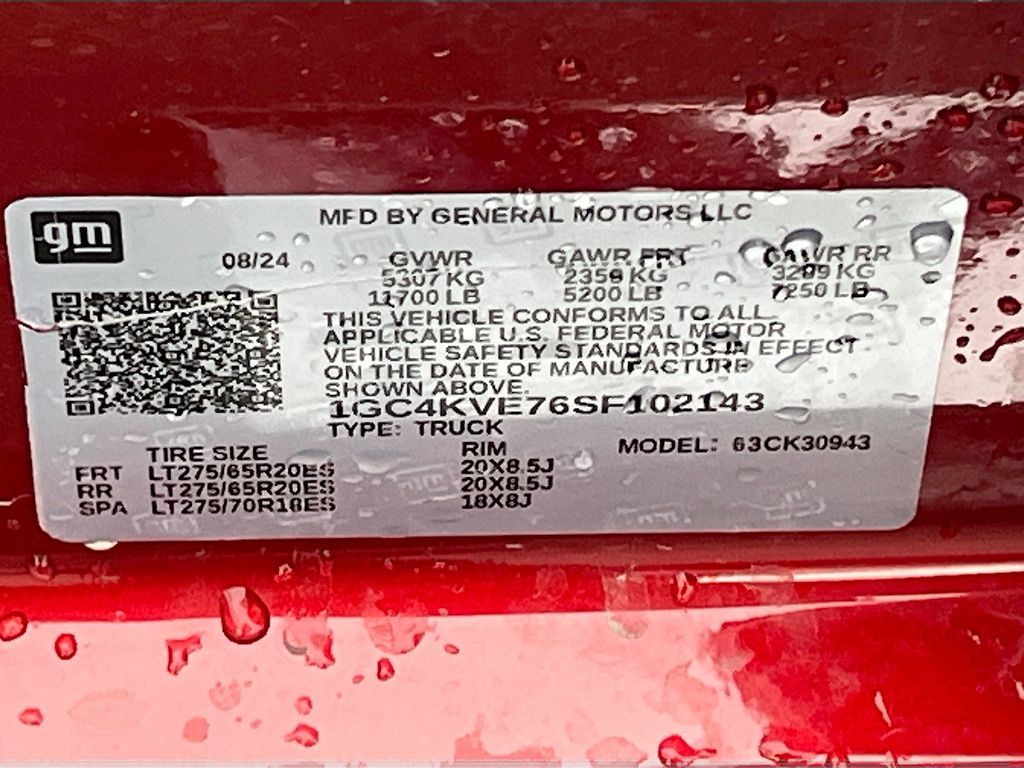 gm
MFD BY GENERAL MOTORS LLC
08/24 GVWR GAWR FRT GAWR RR
5307 KG 2359 KG 3289 KG
11700 LB 5200 LB 7250 LB
THIS VEHICLE CONFORMS TO ALL
APPLICABLE U.S. FEDERAL MOTOR
VEHICLE SAFETY STANDARDS IN EFFECT
ON THE DATE OF MANUFACTURE
SHOWN ABOVE.
1GC4KVE76SF102143
TYPE: TRUCK
TIRE SIZE RIM MODEL: 63CK30943
FRT LT275/65R20ES 20X8.5J
RR LT275/65R20ES 20X8.5J
SPA LT275/70R18ES 18X8J